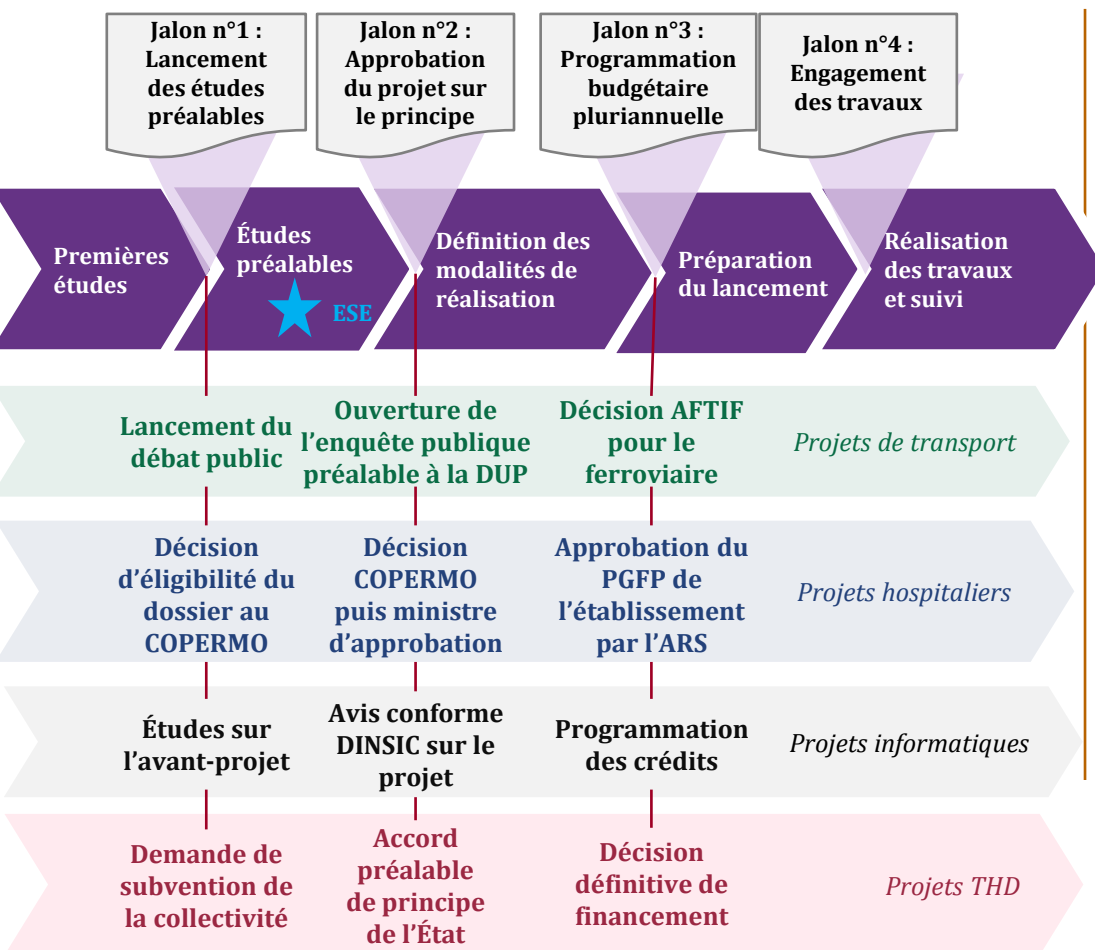 Jalon n°1 :
Lancement
des études
préalables
Jalon n°2 :
Approbation
du projet sur
le principe
Jalon n°3 :
Programmation
budgétaire
pluriannuelle
Jalon n°4 :
Engagement
des travaux
Premières
études
Études
préalables
ESE
Définition des
modalités de
réalisation
Préparation
du lancement
Réalisation
des travaux
et suivi
Lancement du
débat public
Ouverture de
l’enquête publique
préalable à la DUP
Décision AFTIF
pour le
ferroviaire
Projets de transport
Décision
d’éligibilité du
dossier au
COPERMO
Décision
COPERMO
puis ministre
d’approbation
Approbation du
PGFP de
l’établissement
par l’ARS
Projets hospitaliers
Études sur
l’avant-projet
Avis conforme
DINSIC sur le
projet
Programmation
des crédits
Projets informatiques
Demande de
subvention de
la collectivité
Accord
préalable
de principe
de l’État
Décision
définitive de
financement
Projets THD